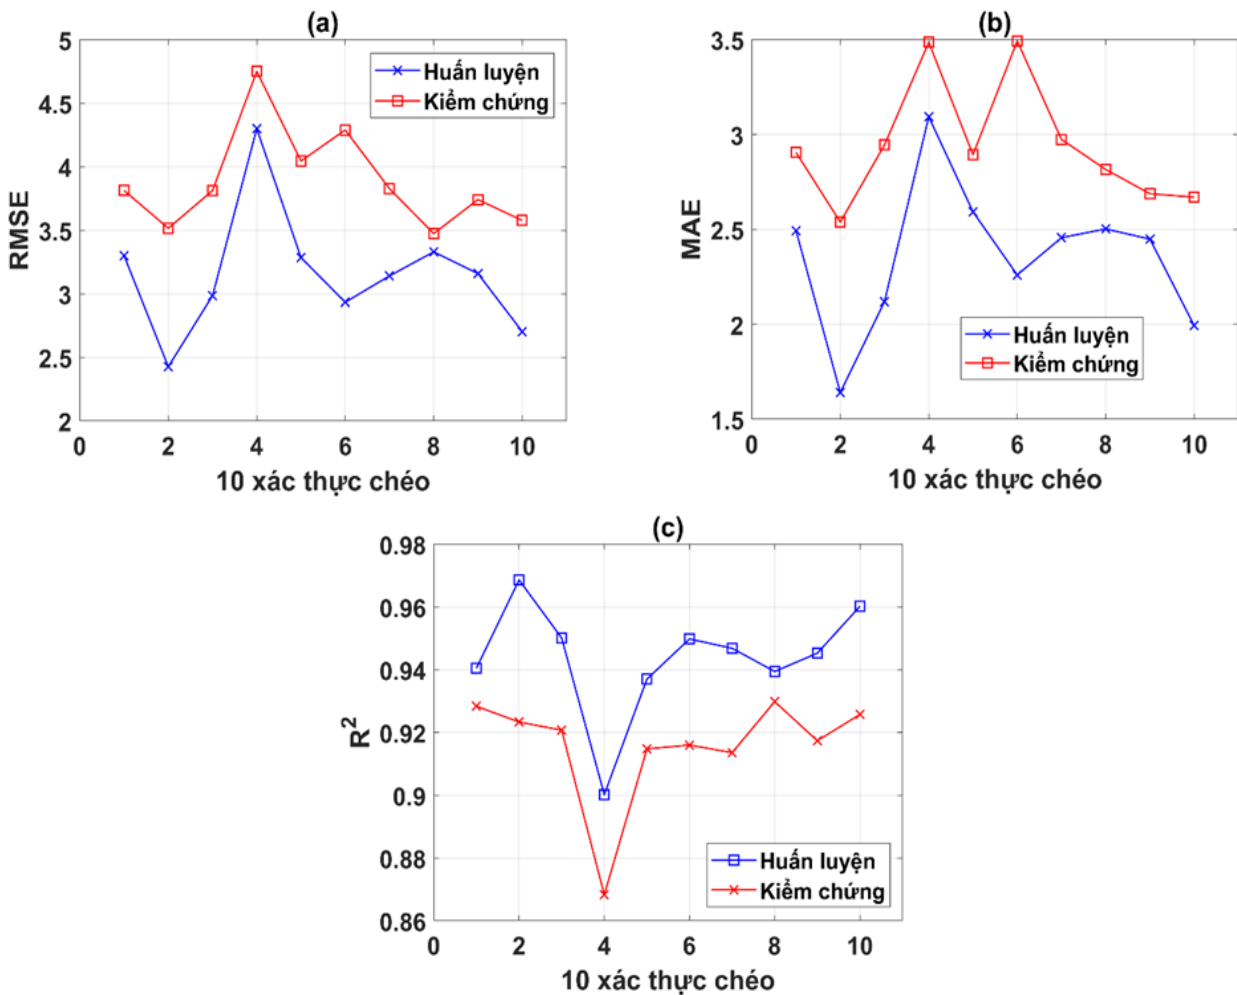 (a)
5
4.5
4
3.5
3
2.5
2
RMSE
Huấn luyện
Kiểm chứng
0 2 4 6 8 10
10 xác thực chéo
(b)
3.5
3
2.5
2
1.5
MAE
Huấn luyện
Kiểm chứng
0 2 4 6 8 10
10 xác thực chéo
(c)
0.98
0.96
0.94
0.92
0.9
0.88
0.86
R²
Huấn luyện
Kiểm chứng
0 2 4 6 8 10
10 xác thực chéo